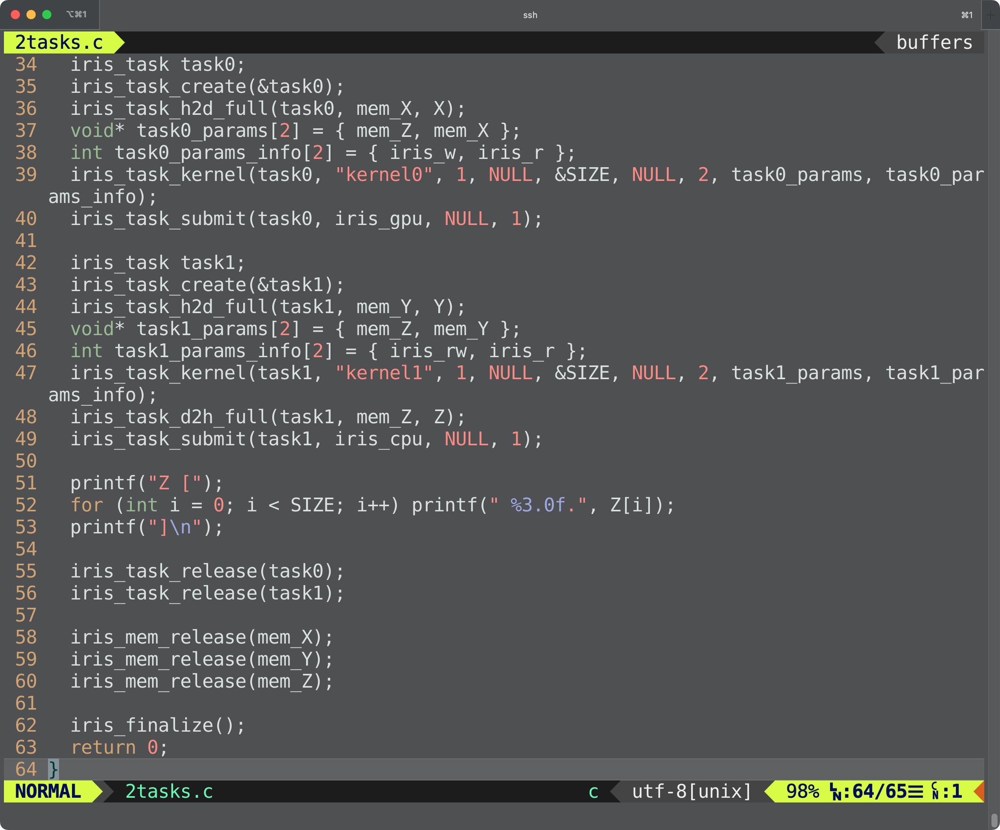 ⌥⌘1 ssh ⌘1 +
2tasks.c buffers
34   iris_task task0;
35   iris_task_create(&task0);
36   iris_task_h2d_full(task0, mem_X, X);
37   void* task0_params[2] = { mem_Z, mem_X };
38   int task0_params_info[2] = { iris_w, iris_r };
39   iris_task_kernel(task0, "kernel0", 1, NULL, &SIZE, NULL, 2, task0_params, task0_par
ams_info);
40   iris_task_submit(task0, iris_gpu, NULL, 1);
41
42   iris_task task1;
43   iris_task_create(&task1);
44   iris_task_h2d_full(task1, mem_Y, Y);
45   void* task1_params[2] = { mem_Z, mem_Y };
46   int task1_params_info[2] = { iris_rw, iris_r };
47   iris_task_kernel(task1, "kernel1", 1, NULL, &SIZE, NULL, 2, task1_params, task1_par
ams_info);
48   iris_task_d2h_full(task1, mem_Z, Z);
49   iris_task_submit(task1, iris_cpu, NULL, 1);
50
51   printf("Z [");
52   for (int i = 0; i < SIZE; i++) printf(" %3.0f.", Z[i]);
53   printf("]\n");
54
55   iris_task_release(task0);
56   iris_task_release(task1);
57
58   iris_mem_release(mem_X);
59   iris_mem_release(mem_Y);
60   iris_mem_release(mem_Z);
61
62   iris_finalize();
63   return 0;
64 }
NORMAL 2tasks.c c utf-8[unix] 98% LN:64/65☰ CN:1